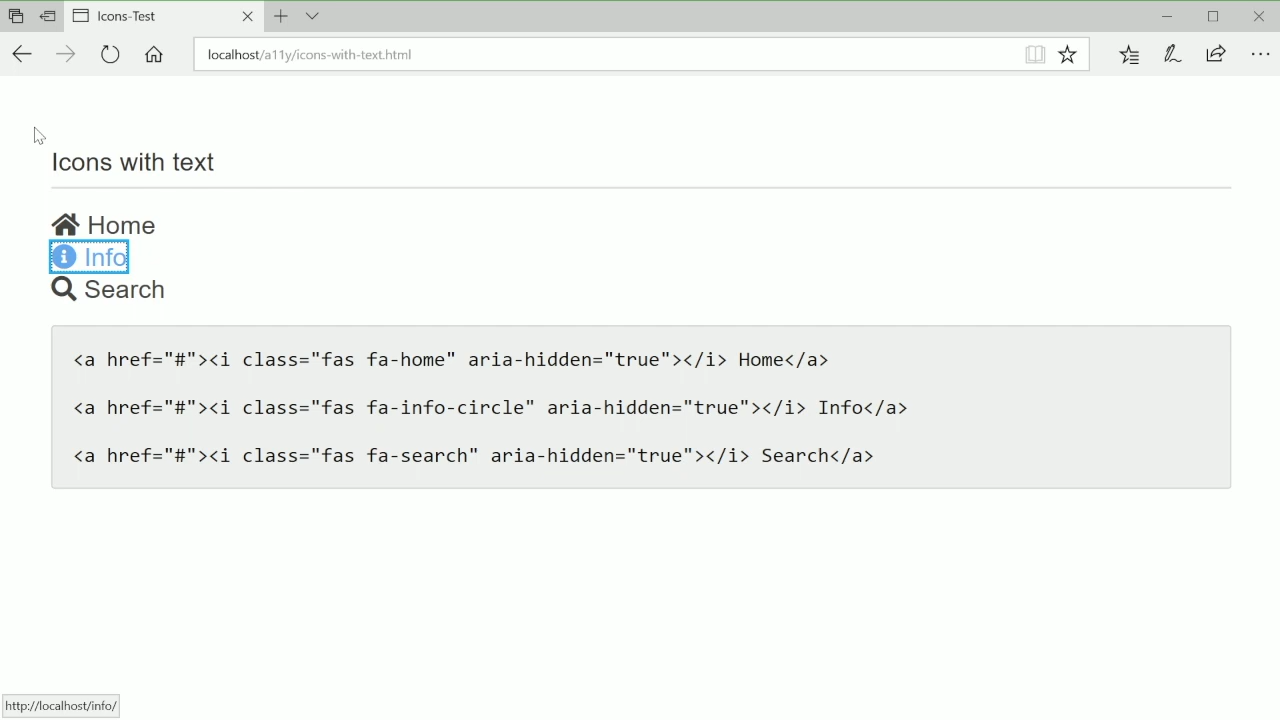 Icons-Test
localhost/a11y/icons-with-text.html
Icons with text
Home
Info
Search
<a href="#"><i class="fas fa-home" aria-hidden="true"></i> Home</a>
<a href="#"><i class="fas fa-info-circle" aria-hidden="true"></i> Info</a>
<a href="#"><i class="fas fa-search" aria-hidden="true"></i> Search</a>
http://localhost/info/